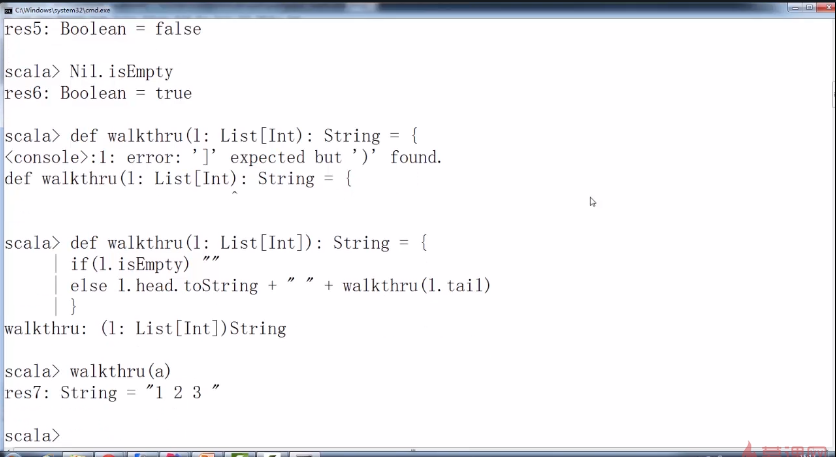 C:\Windows\system32\cmd.exe
res5: Boolean = false
scala> Nil.isEmpty
res6: Boolean = true
scala> def walkthru(l: List[Int): String = {
<console>:1: error: ']' expected but ')' found.
def walkthru(l: List[Int): String = {
^
scala> def walkthru(l: List[Int]): String = {
| if(l.isEmpty) ""
| else l.head.toString + " " + walkthru(l.tail)
| }
walkthru: (l: List[Int])String
scala> walkthru(a)
res7: String = "1 2 3 "
scala>